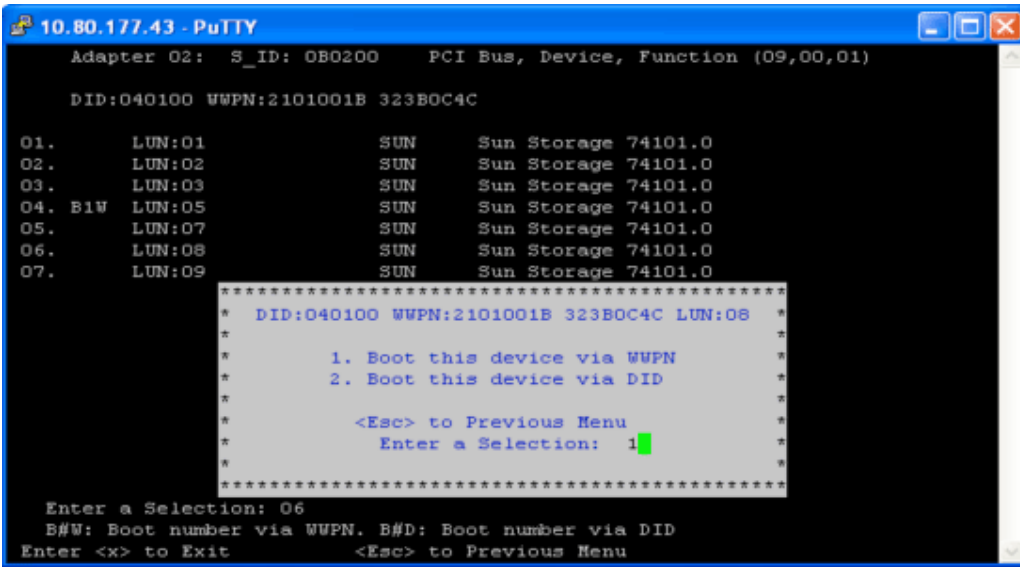 10.80.177.43 - PuTTY
Adapter 02: S_ID: 0B0200 PCI Bus, Device, Function (09,00,01)
DID:040100 WWPN:2101001B 323B0C4C
01. LUN:01 SUN Sun Storage 74101.0
02. LUN:02 SUN Sun Storage 74101.0
03. LUN:03 SUN Sun Storage 74101.0
04. B1W LUN:05 SUN Sun Storage 74101.0
05. LUN:07 SUN Sun Storage 74101.0
06. LUN:08 SUN Sun Storage 74101.0
07. LUN:09 SUN Sun Storage 74101.0
***********************************************
* DID:040100 WWPN:2101001B 323B0C4C LUN:08 *
* *
* 1. Boot this device via WWPN *
* 2. Boot this device via DID *
* *
* <Esc> to Previous Menu *
* Enter a Selection: 1 *
* *
***********************************************
Enter a Selection: 06
B#W: Boot number via WWPN. B#D: Boot number via DID
Enter <x> to Exit <Esc> to Previous Menu